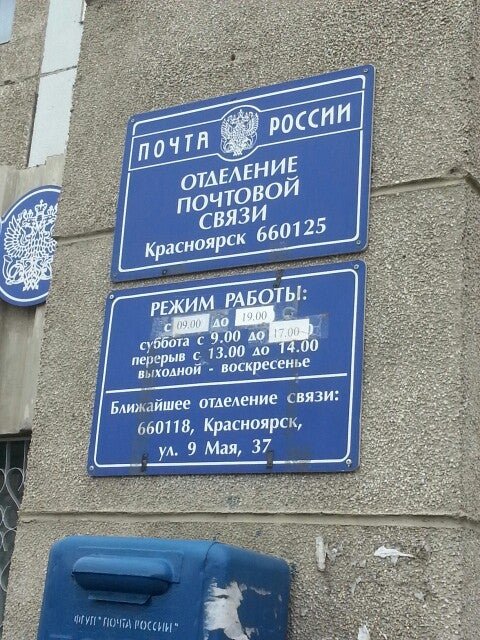 ПОЧТА РОССИИ
ОТДЕЛЕНИЕ
ПОЧТОВОЙ
СВЯЗИ
Красноярск 660125
РЕЖИМ РАБОТЫ:
с 09.00 до 19.00
суббота с 9.00 до 17.00
перерыв с 13.00 до 14.00
выходной - воскресенье
Ближайшее отделение связи:
660118, Красноярск,
ул. 9 Мая, 37
ФГУП "ПОЧТА РОССИИ"